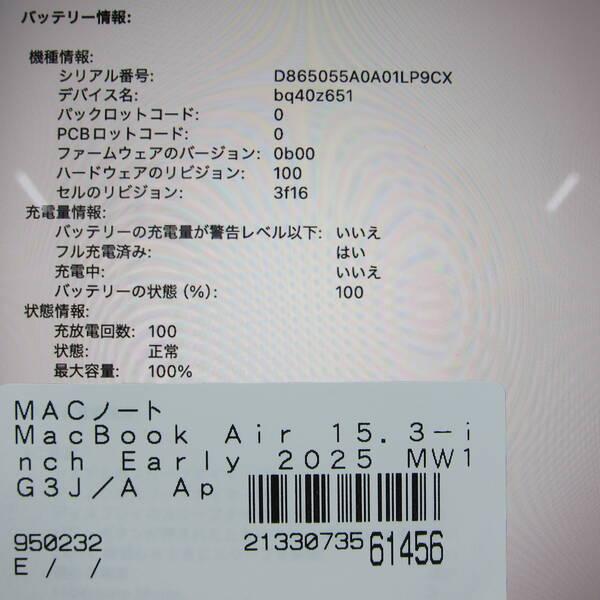 バッテリー情報:
機種情報:
シリアル番号: D865055A0A01LP9CX
デバイス名: bq40z651
パックロットコード: 0
PCBロットコード: 0
ファームウェアのバージョン: 0b00
ハードウェアのリビジョン: 100
セルのリビジョン: 3f16
充電量情報:
バッテリーの充電量が警告レベル以下: いいえ
フル充電済み: はい
充電中: いいえ
バッテリーの状態 (%): 100
状態情報:
充放電回数: 100
状態: 正常
最大容量: 100%
MACノート
MacBook Air 15.3-i
nch Early 2025 MW1
G3J/A Ap
950232
21330735 61456
E / /